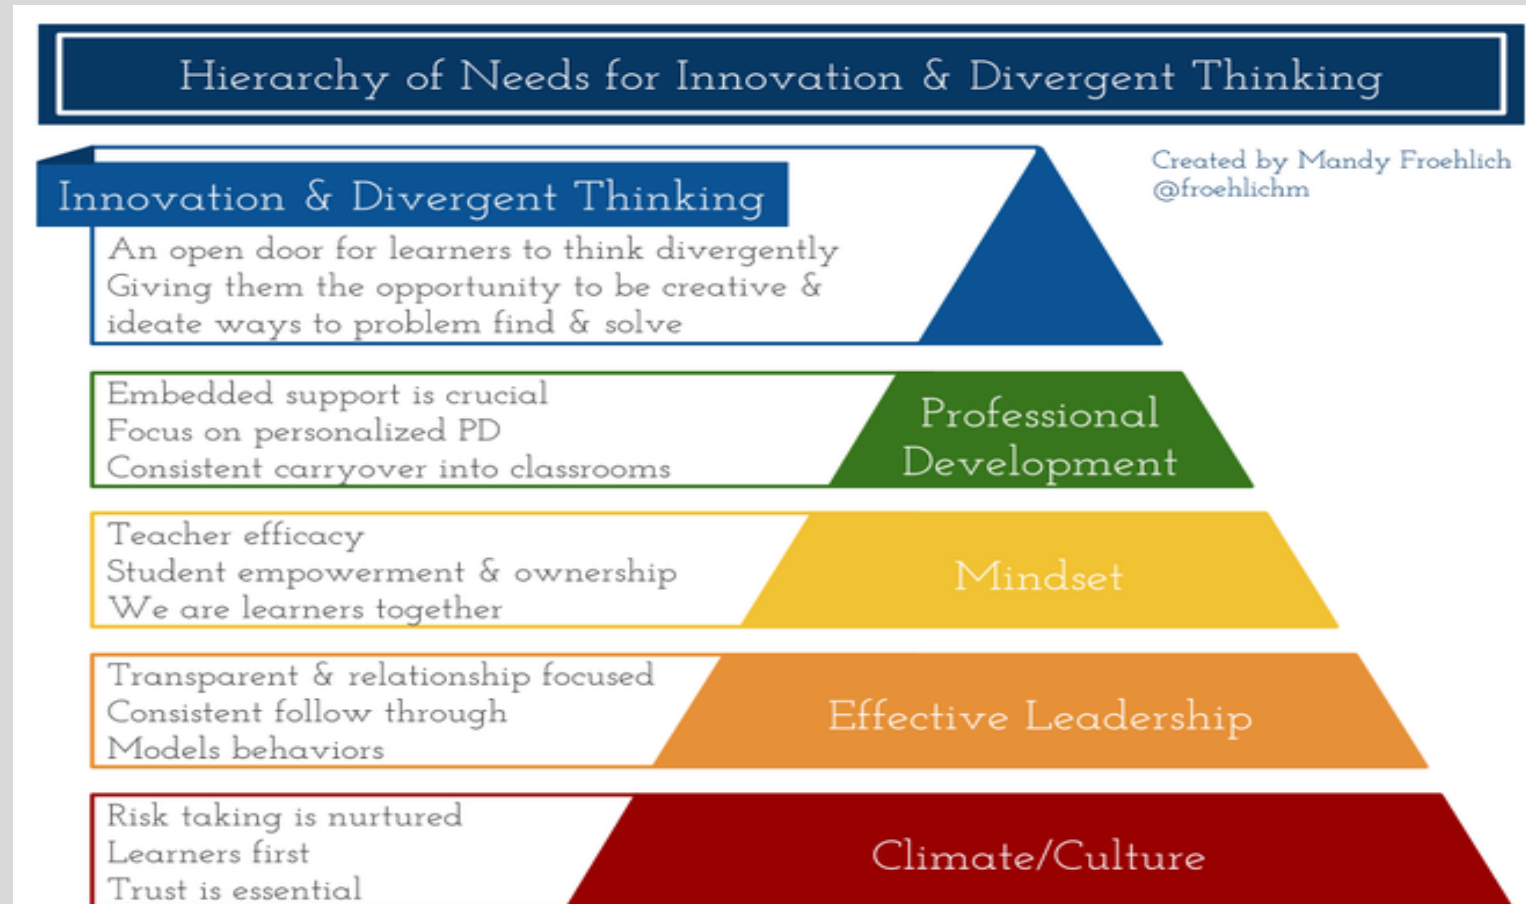 Hierarchy of Needs for Innovation & Divergent Thinking
Created by Mandy Froehlich
@froehlichm
Innovation & Divergent Thinking
An open door for learners to think divergently
Giving them the opportunity to be creative &
ideate ways to problem find & solve
Embedded support is crucial
Focus on personalized PD
Consistent carryover into classrooms
Professional
Development
Teacher efficacy
Student empowerment & ownership
We are learners together
Mindset
Transparent & relationship focused
Consistent follow through
Models behaviors
Effective Leadership
Risk taking is nurtured
Learners first
Trust is essential
Climate/Culture